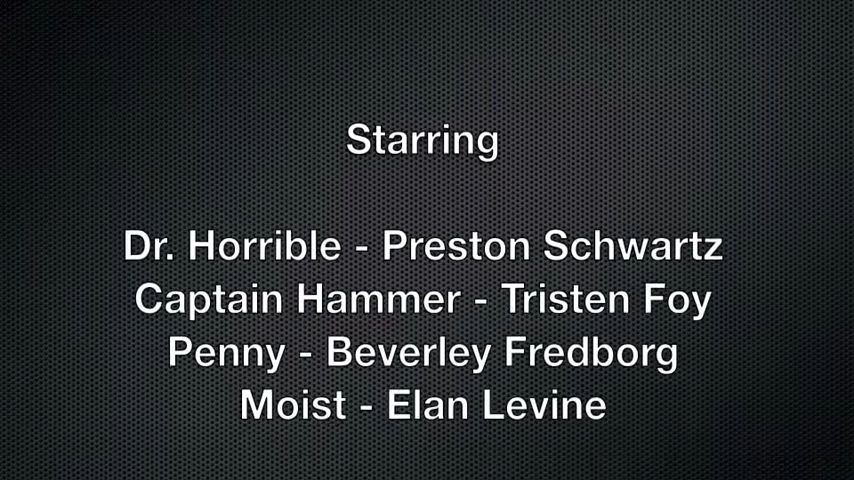 Starring
Dr. Horrible - Preston Schwartz
Captain Hammer - Tristen Foy
Penny - Beverley Fredborg
Moist - Elan Levine